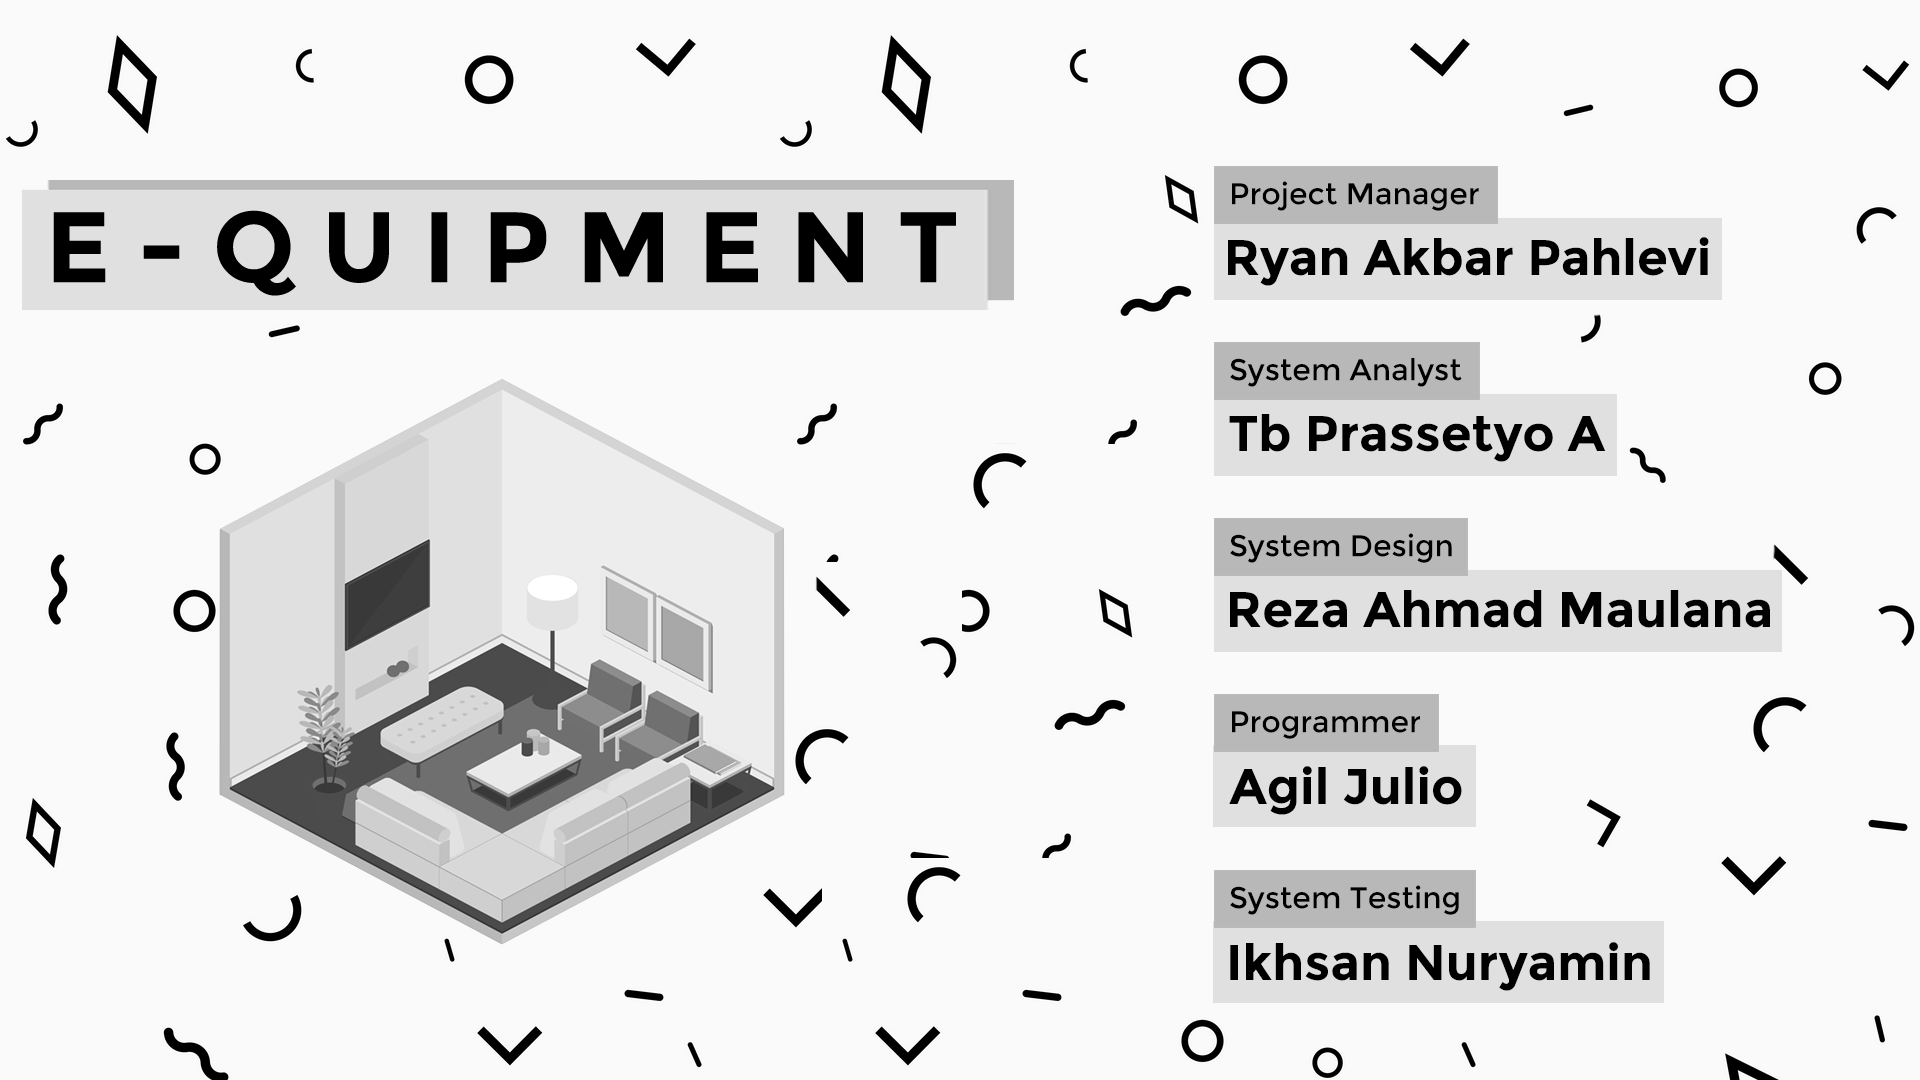 E-QUIPMENT
Project Manager
Ryan Akbar Pahlevi
System Analyst
Tb Prassetyo A
System Design
Reza Ahmad Maulana
Programmer
Agil Julio
System Testing
Ikhsan Nuryamin